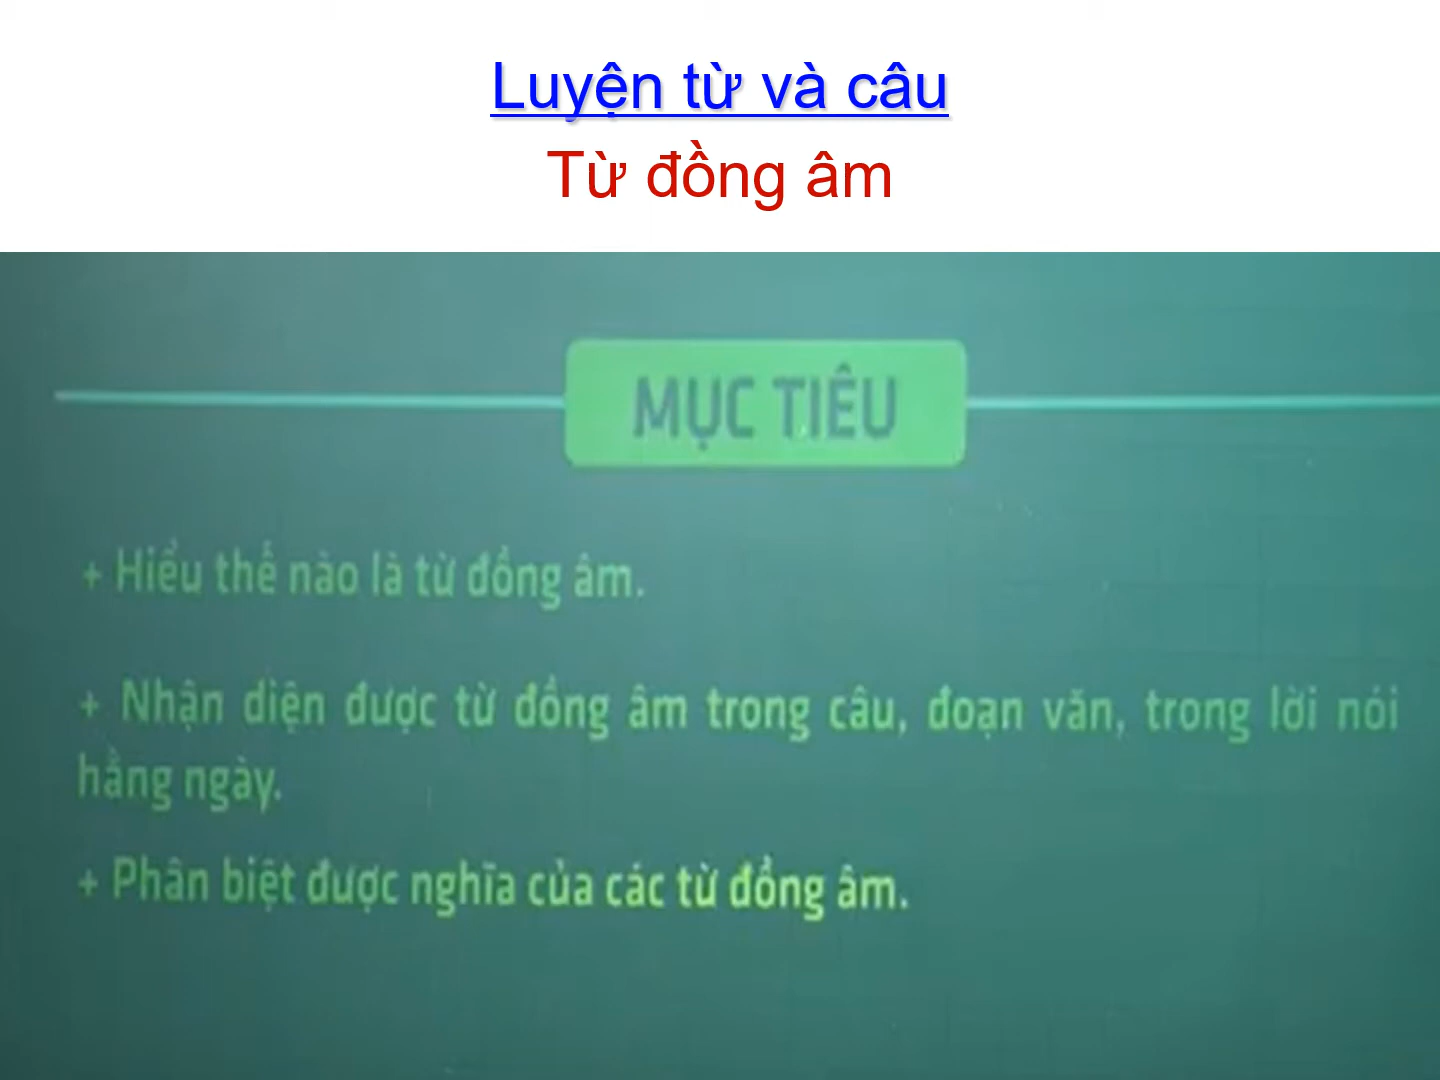 Luyện từ và câu
Từ đồng âm
MỤC TIÊU
+ Hiểu thế nào là từ đồng âm.
+ Nhận diện được từ đồng âm trong câu, đoạn văn, trong lời nói
hằng ngày.
+ Phân biệt được nghĩa của các từ đồng âm.